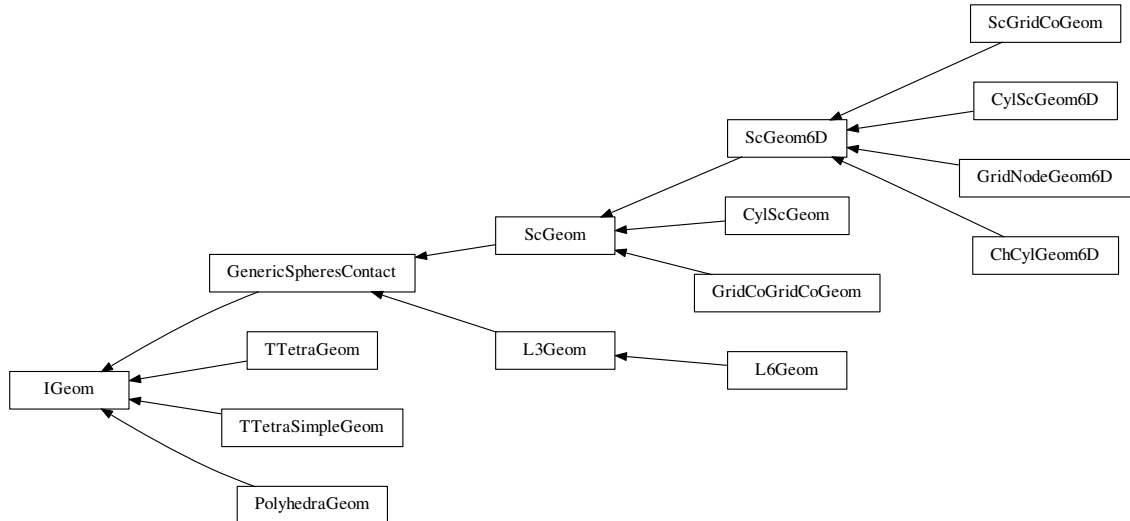 ScGridCoGeom
CylScGeom6D
ScGeom6D
GridNodeGeom6D
CylScGeom
ScGeom
ChCylGeom6D
GenericSpheresContact
GridCoGridCoGeom
TTetraGeom
L3Geom
L6Geom
IGeom
TTetraSimpleGeom
PolyhedraGeom